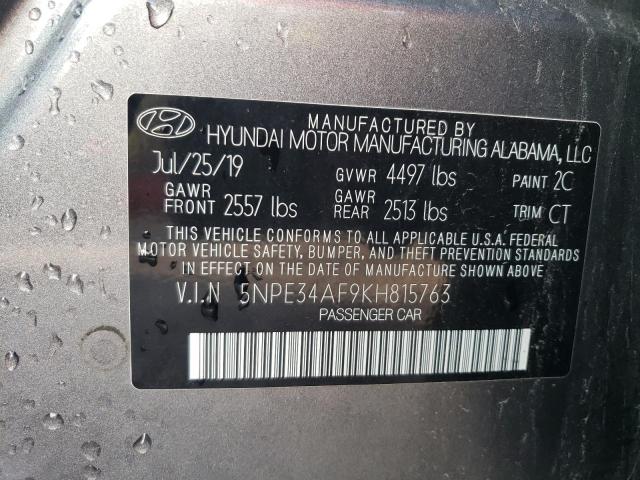 MANUFACTURED BY
HYUNDAI MOTOR MANUFACTURING ALABAMA, LLC
Jul/25/19 GVWR 4497 lbs PAINT 2C
GAWR FRONT 2557 lbs GAWR REAR 2513 lbs TRIM CT
THIS VEHICLE CONFORMS TO ALL APPLICABLE U.S.A. FEDERAL
MOTOR VEHICLE SAFETY, BUMPER, AND THEFT PREVENTION STANDARDS
IN EFFECT ON THE DATE OF MANUFACTURE SHOWN ABOVE.
V.I.N 5NPE34AF9KH815763
PASSENGER CAR